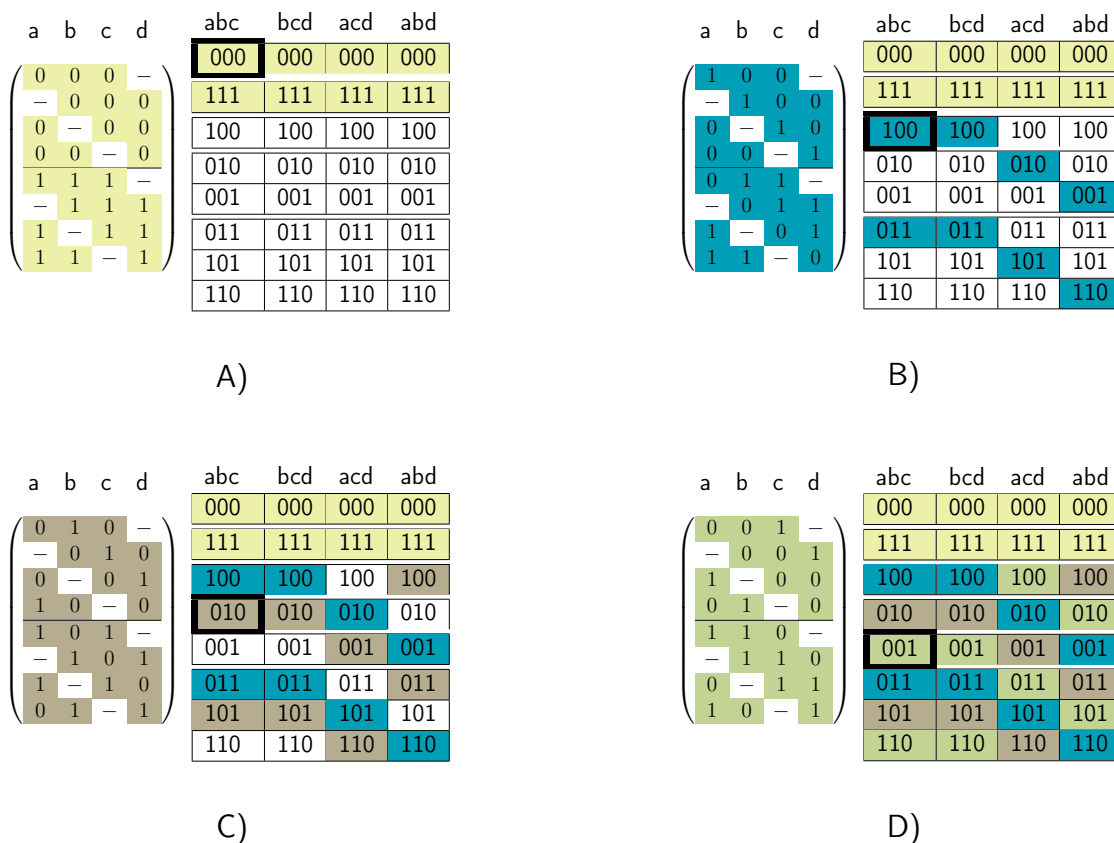 a b c d
0 0 0 −
− 0 0 0
0 − 0 0
0 0 − 0
1 1 1 −
− 1 1 1
1 − 1 1
1 1 − 1
abc bcd acd abd
000 000 000 000
111 111 111 111
100 100 100 100
010 010 010 010
001 001 001 001
011 011 011 011
101 101 101 101
110 110 110 110
A)
a b c d
1 0 0 −
− 1 0 0
0 − 1 0
0 0 − 1
0 1 1 −
− 0 1 1
1 − 0 1
1 1 − 0
abc bcd acd abd
000 000 000 000
111 111 111 111
100 100 100 100
010 010 010 010
001 001 001 001
011 011 011 011
101 101 101 101
110 110 110 110
B)
a b c d
0 1 0 −
− 0 1 0
0 − 0 1
1 0 − 0
1 0 1 −
− 1 0 1
1 − 1 0
0 1 − 1
abc bcd acd abd
000 000 000 000
111 111 111 111
100 100 100 100
010 010 010 010
001 001 001 001
011 011 011 011
101 101 101 101
110 110 110 110
C)
a b c d
0 0 1 −
− 0 0 1
1 − 0 0
0 1 − 0
1 1 0 −
− 1 1 0
0 − 1 1
1 0 − 1
abc bcd acd abd
000 000 000 000
111 111 111 111
100 100 100 100
010 010 010 010
001 001 001 001
011 011 011 011
101 101 101 101
110 110 110 110
D)